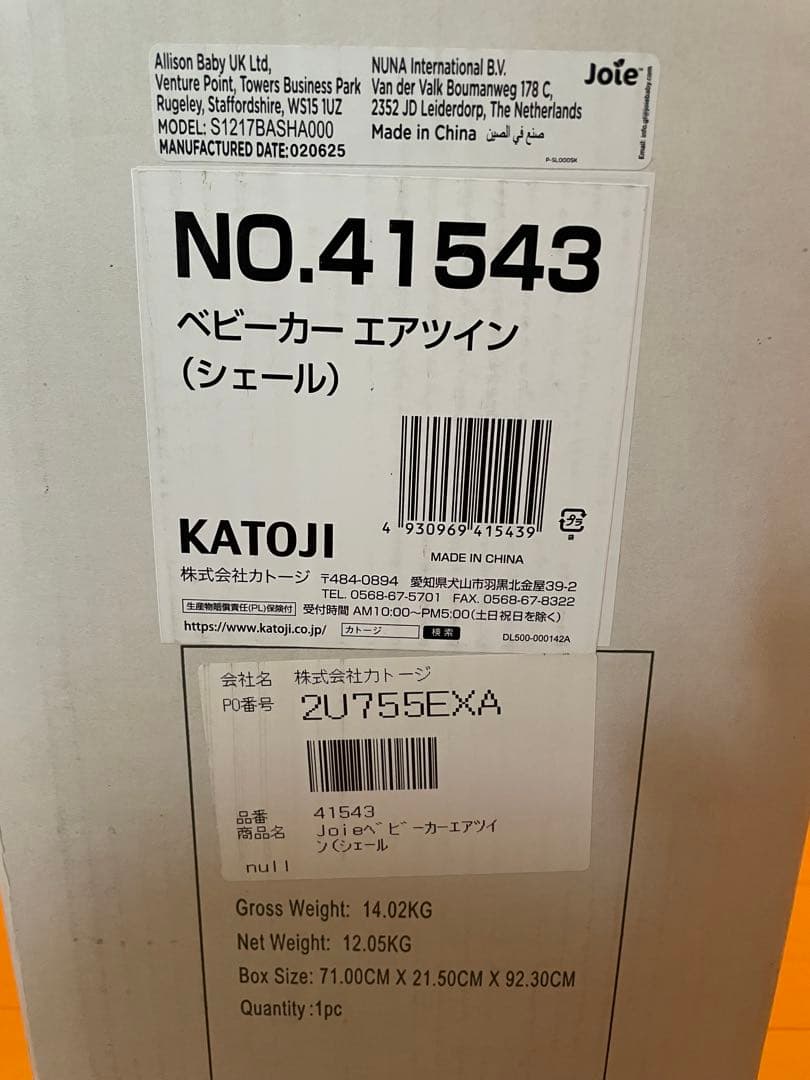 Allison Baby UK Ltd,
Venture Point, Towers Business Park
Rugeley, Staffordshire, WS15 1UZ
MODEL: S1217BASHA000
MANUFACTURED DATE:020625
NUNA International B.V.
Van der Valk Boumanweg 178 C,
2352 JD Leiderdorp, The Netherlands
Made in China صنع في الصين
Joie
P-SL0005K
NO.41543
ベビーカー エアツイン
(シェール)
4 930969 415439
プラ
MADE IN CHINA
KATOJI
株式会社カトージ 〒484-0894 愛知県犬山市羽黒北金屋39-2
TEL. 0568-67-5701 FAX. 0568-67-8322
生産物賠償責任(PL)保険付 受付時間 AM10:00~PM5:00(土日祝日を除く)
https://www.katoji.co.jp/ カトージ 検索
DL500-000142A
会社名 株式会社カトージ
PO番号 2U755EXA
品番 41543
商品名 Joieベビーカーエアツイ
ン(シェール
null
Gross Weight: 14.02KG
Net Weight: 12.05KG
Box Size: 71.00CM X 21.50CM X 92.30CM
Quantity :1pc